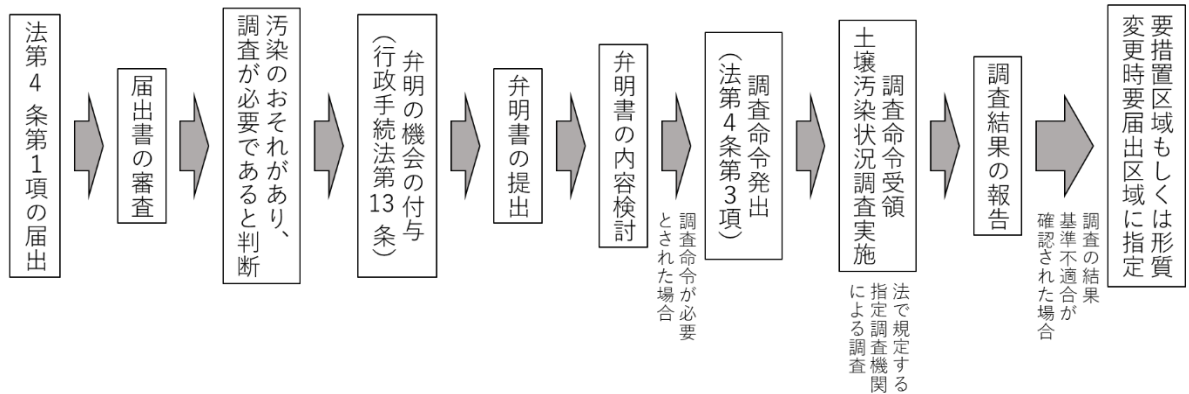 法第4条第1項の届出
届出書の審査
汚染のおそれがあり、
調査が必要であると判断
弁明の機会の付与
(行政手続法第13条)
弁明書の提出
弁明書の内容検討
調査命令が必要
とされた場合
調査命令発出
(法第4条第3項)
調査命令受領
土壌汚染状況調査実施
法で規定する
指定調査機関
による調査
調査結果の報告
調査の結果
基準不適合が
確認された場合
要措置区域もしくは形質
変更時要届出区域に指定